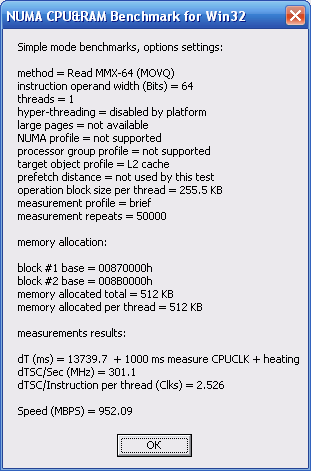 NUMA CPU&RAM Benchmark for Win32
Simple mode benchmarks, options settings:
method = Read MMX-64 (MOVQ)
instruction operand width (Bits) = 64
threads = 1
hyper-threading = disabled by platform
large pages = not available
NUMA profile = not supported
processor group profile = not supported
target object profile = L2 cache
prefetch distance = not used by this test
operation block size per thread = 255.5 KB
measurement profile = brief
measurement repeats = 50000
memory allocation:
block #1 base = 00870000h
block #2 base = 008B0000h
memory allocated total = 512 KB
memory allocated per thread = 512 KB
measurements results:
dT (ms) = 13739.7  + 1000 ms measure CPUCLK + heating
dTSC/Sec (MHz) = 301.1
dTSC/Instruction per thread (Clks) = 2.526
Speed (MBPS) = 952.09
OK